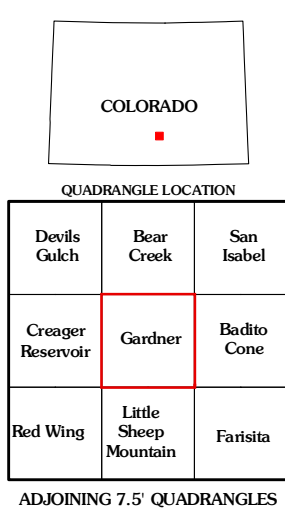 COLORADO
QUADRANGLE LOCATION
Devils
Gulch
Bear
Creek
San
Isabel
Creager
Reservoir
Gardner
Badito
Cone
Red Wing
Little
Sheep
Mountain
Farisita
ADJOINING 7.5' QUADRANGLES